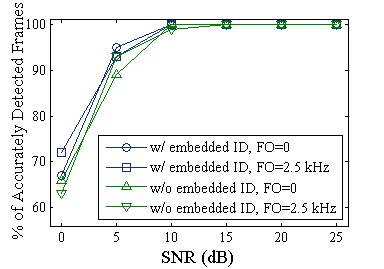 % of Accurately Detected Frames
100
90
80
70
60
w/ embedded ID, FO=0
w/ embedded ID, FO=2.5 kHz
w/o embedded ID, FO=0
w/o embedded ID, FO=2.5 kHz
0 5 10 15 20 25
SNR (dB)